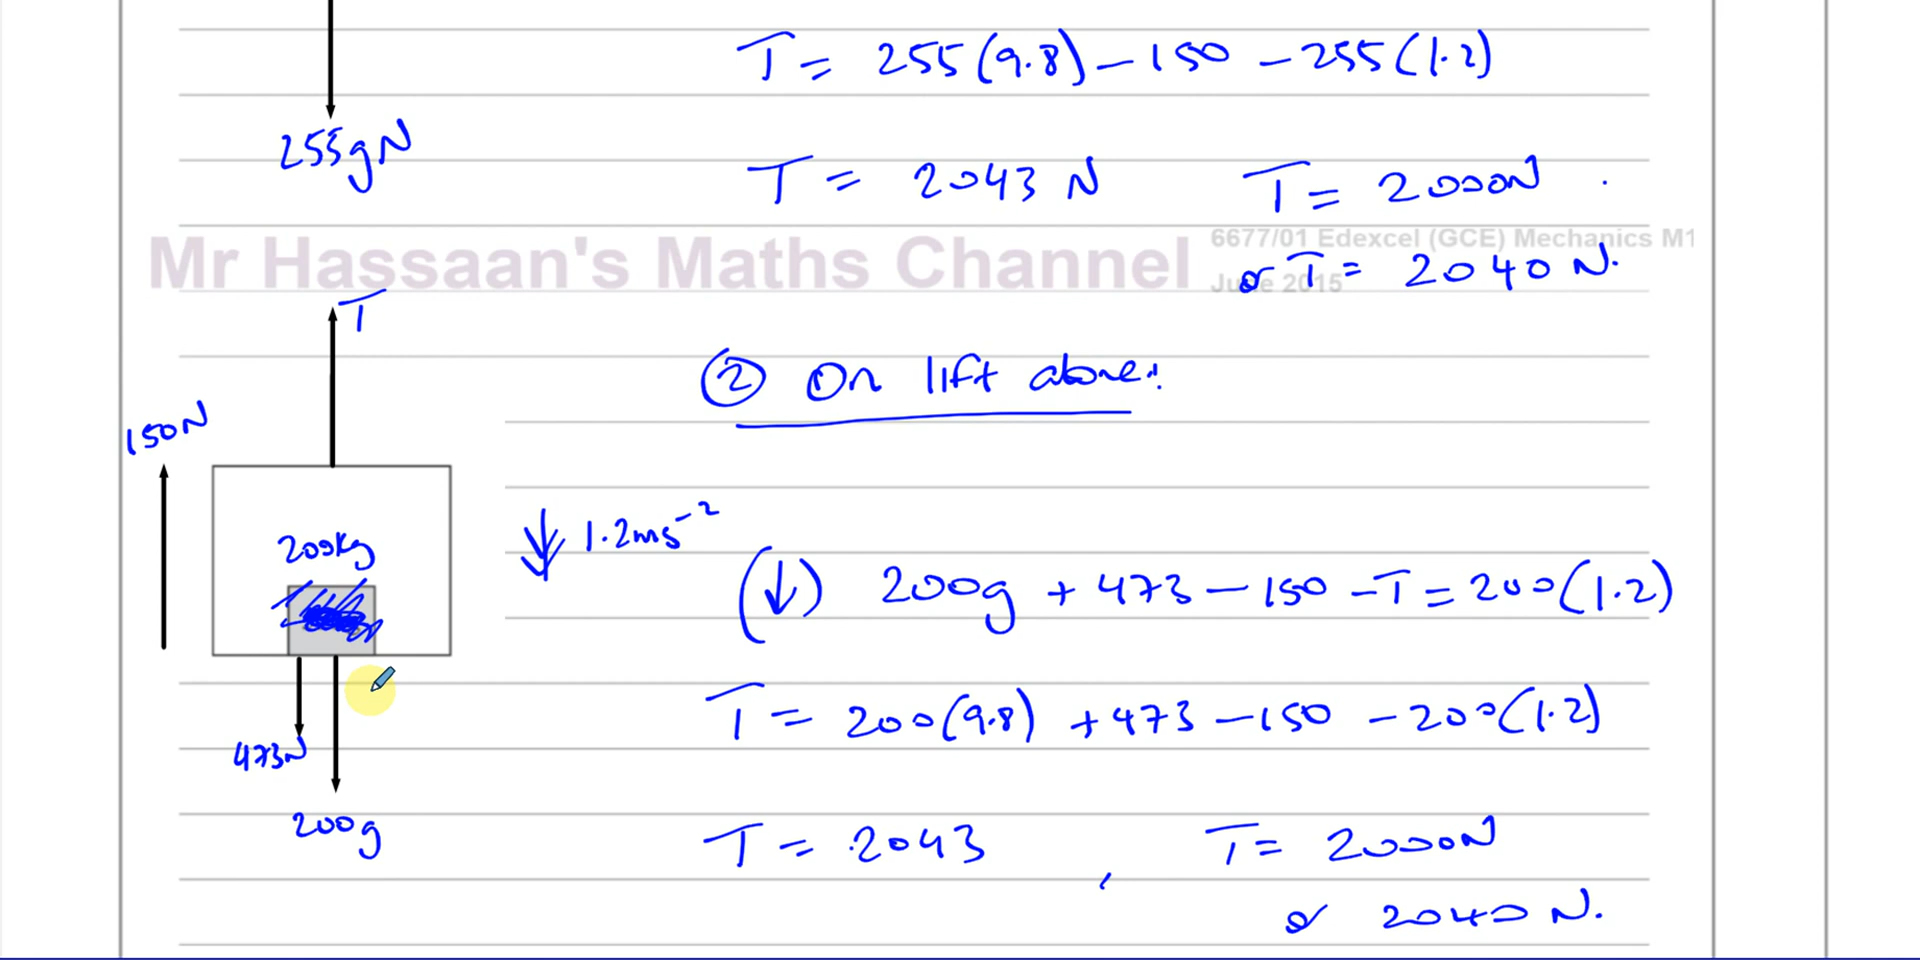 T = 255(9.8) - 150 - 255(1.2)
255gN
T = 2043 N T = 2000N
Mr Hassaan's Maths Channel 6677/01 Edexcel (GCE) Mechanics M1
June 2015
or T = 2040 N.
T
② On lift above:
150N
200kg
↓ 1.2ms⁻²
(↓) 200g + 473 - 150 - T = 200(1.2)
T = 200(9.8) + 473 - 150 - 200(1.2)
473N
200g
T = 2043 , T = 2000N
or 2040 N.